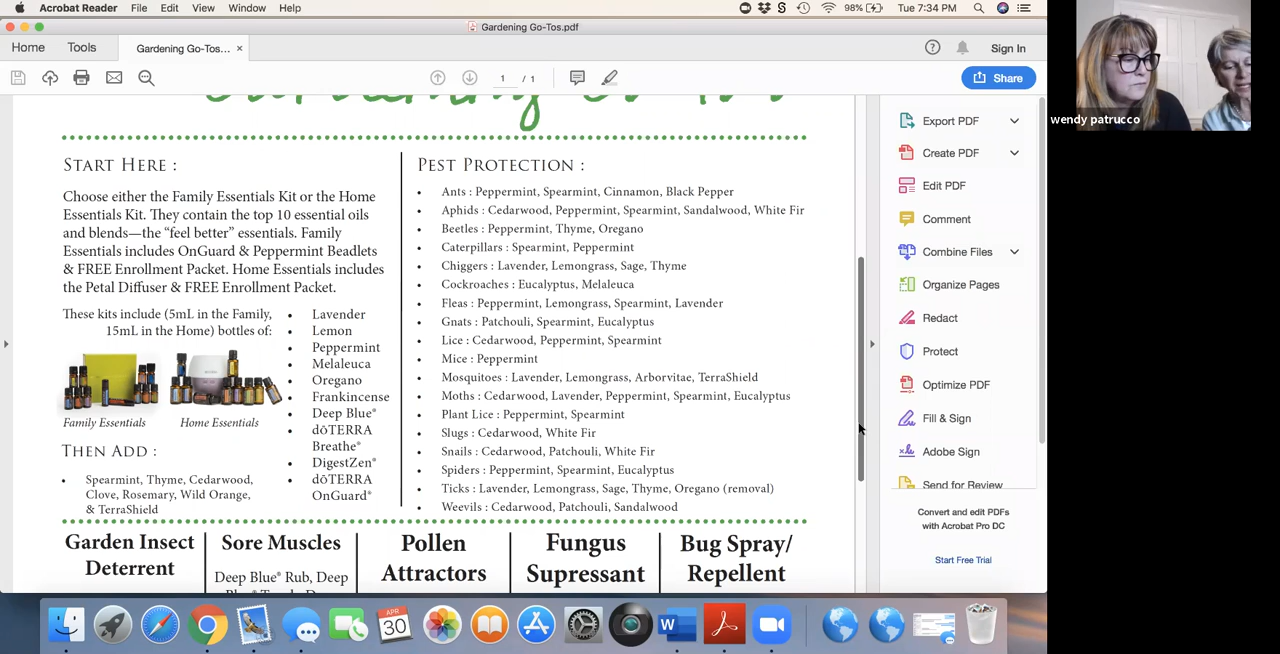 Acrobat Reader File Edit View Window Help
98% Tue 7:34 PM
Gardening Go-Tos.pdf
Home Tools Gardening Go-Tos... × Sign In
1 / 1 Share
Gardening Go-Tos
START HERE :
Choose either the Family Essentials Kit or the Home
Essentials Kit. They contain the top 10 essential oils
and blends—the “feel better” essentials. Family
Essentials includes OnGuard & Peppermint Beadlets
& FREE Enrollment Packet. Home Essentials includes
the Petal Diffuser & FREE Enrollment Packet.
These kits include (5mL in the Family,
15mL in the Home) bottles of:
• Lavender
• Lemon
• Peppermint
• Melaleuca
• Oregano
• Frankincense
• Deep Blue®
• dōTERRA
Breathe®
• DigestZen®
• dōTERRA
OnGuard®
Family Essentials
Home Essentials
THEN ADD :
• Spearmint, Thyme, Cedarwood,
Clove, Rosemary, Wild Orange,
& TerraShield
PEST PROTECTION :
• Ants : Peppermint, Spearmint, Cinnamon, Black Pepper
• Aphids : Cedarwood, Peppermint, Spearmint, Sandalwood, White Fir
• Beetles : Peppermint, Thyme, Oregano
• Caterpillars : Spearmint, Peppermint
• Chiggers : Lavender, Lemongrass, Sage, Thyme
• Cockroaches : Eucalyptus, Melaleuca
• Fleas : Peppermint, Lemongrass, Spearmint, Lavender
• Gnats : Patchouli, Spearmint, Eucalyptus
• Lice : Cedarwood, Peppermint, Spearmint
• Mice : Peppermint
• Mosquitoes : Lavender, Lemongrass, Arborvitae, TerraShield
• Moths : Cedarwood, Lavender, Peppermint, Spearmint, Eucalyptus
• Plant Lice : Peppermint, Spearmint
• Slugs : Cedarwood, White Fir
• Snails : Cedarwood, Patchouli, White Fir
• Spiders : Peppermint, Spearmint, Eucalyptus
• Ticks : Lavender, Lemongrass, Sage, Thyme, Oregano (removal)
• Weevils : Cedarwood, Patchouli, Sandalwood
Garden Insect
Deterrent
Sore Muscles
Deep Blue® Rub, Deep
Pollen
Attractors
Fungus
Supressant
Bug Spray/
Repellent
Export PDF
Create PDF
Edit PDF
Comment
Combine Files
Organize Pages
Redact
Protect
Optimize PDF
Fill & Sign
Adobe Sign
Send for Review
Convert and edit PDFs
with Acrobat Pro DC
Start Free Trial
wendy patrucco
APR
30
W